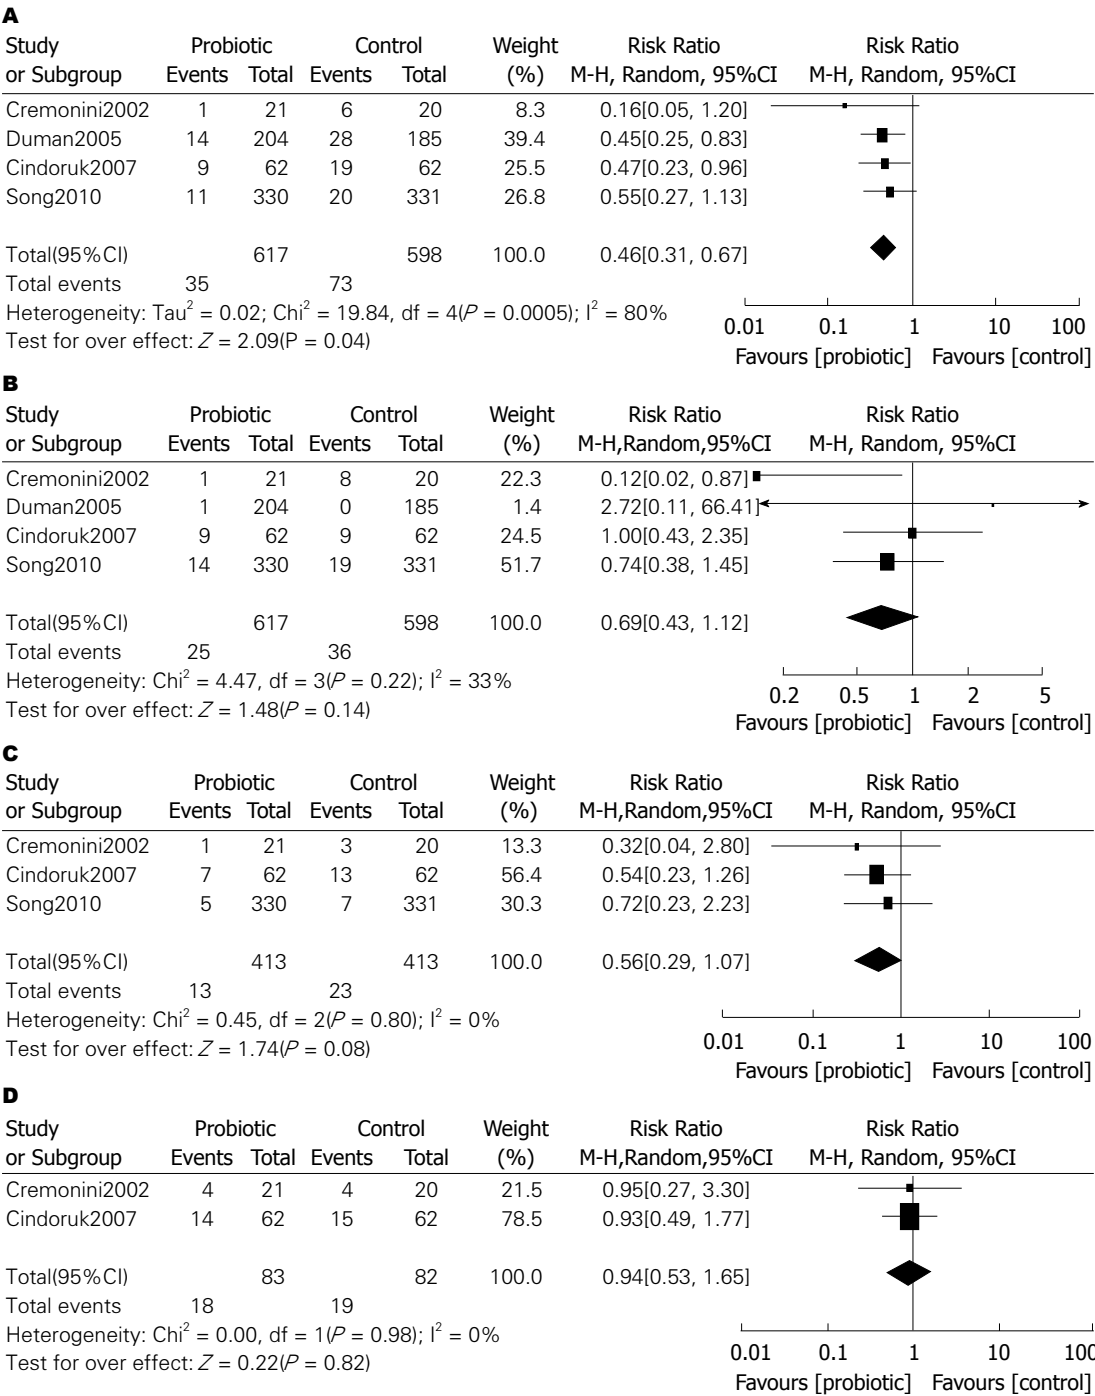 A
Study Probiotic Control Weight Risk Ratio Risk Ratio
or Subgroup Events Total Events Total (%) M-H, Random, 95%CI M-H, Random, 95%CI
Cremonini2002 1 21 6 20 8.3 0.16[0.05, 1.20]
Duman2005 14 204 28 185 39.4 0.45[0.25, 0.83]
Cindoruk2007 9 62 19 62 25.5 0.47[0.23, 0.96]
Song2010 11 330 20 331 26.8 0.55[0.27, 1.13]
Total(95%CI) 617 598 100.0 0.46[0.31, 0.67]
Total events 35 73
Heterogeneity: Tau² = 0.02; Chi² = 19.84, df = 4(P = 0.0005); I² = 80%
Test for over effect: Z = 2.09(P = 0.04)
0.01 0.1 1 10 100
Favours [probiotic] Favours [control]
B
Study Probiotic Control Weight Risk Ratio Risk Ratio
or Subgroup Events Total Events Total (%) M-H,Random,95%CI M-H, Random, 95%CI
Cremonini2002 1 21 8 20 22.3 0.12[0.02, 0.87]
Duman2005 1 204 0 185 1.4 2.72[0.11, 66.41]
Cindoruk2007 9 62 9 62 24.5 1.00[0.43, 2.35]
Song2010 14 330 19 331 51.7 0.74[0.38, 1.45]
Total(95%CI) 617 598 100.0 0.69[0.43, 1.12]
Total events 25 36
Heterogeneity: Chi² = 4.47, df = 3(P = 0.22); I² = 33%
Test for over effect: Z = 1.48(P = 0.14)
0.2 0.5 1 2 5
Favours [probiotic] Favours [control]
C
Study Probiotic Control Weight Risk Ratio Risk Ratio
or Subgroup Events Total Events Total (%) M-H,Random,95%CI M-H, Random, 95%CI
Cremonini2002 1 21 3 20 13.3 0.32[0.04, 2.80]
Cindoruk2007 7 62 13 62 56.4 0.54[0.23, 1.26]
Song2010 5 330 7 331 30.3 0.72[0.23, 2.23]
Total(95%CI) 413 413 100.0 0.56[0.29, 1.07]
Total events 13 23
Heterogeneity: Chi² = 0.45, df = 2(P = 0.80); I² = 0%
Test for over effect: Z = 1.74(P = 0.08)
0.01 0.1 1 10 100
Favours [probiotic] Favours [control]
D
Study Probiotic Control Weight Risk Ratio Risk Ratio
or Subgroup Events Total Events Total (%) M-H,Random,95%CI M-H, Random, 95%CI
Cremonini2002 4 21 4 20 21.5 0.95[0.27, 3.30]
Cindoruk2007 14 62 15 62 78.5 0.93[0.49, 1.77]
Total(95%CI) 83 82 100.0 0.94[0.53, 1.65]
Total events 18 19
Heterogeneity: Chi² = 0.00, df = 1(P = 0.98); I² = 0%
Test for over effect: Z = 0.22(P = 0.82)
0.01 0.1 1 10 100
Favours [probiotic] Favours [control]